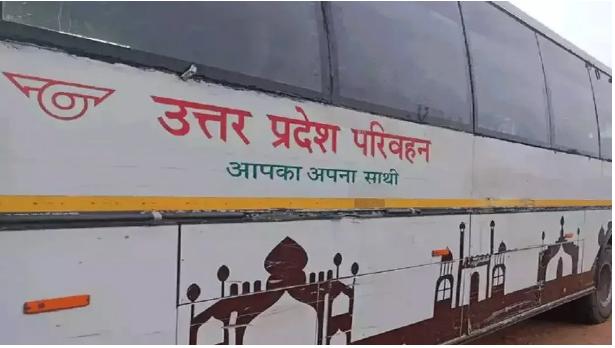 उत्तर प्रदेश परिवहन
आपका अपना साथी